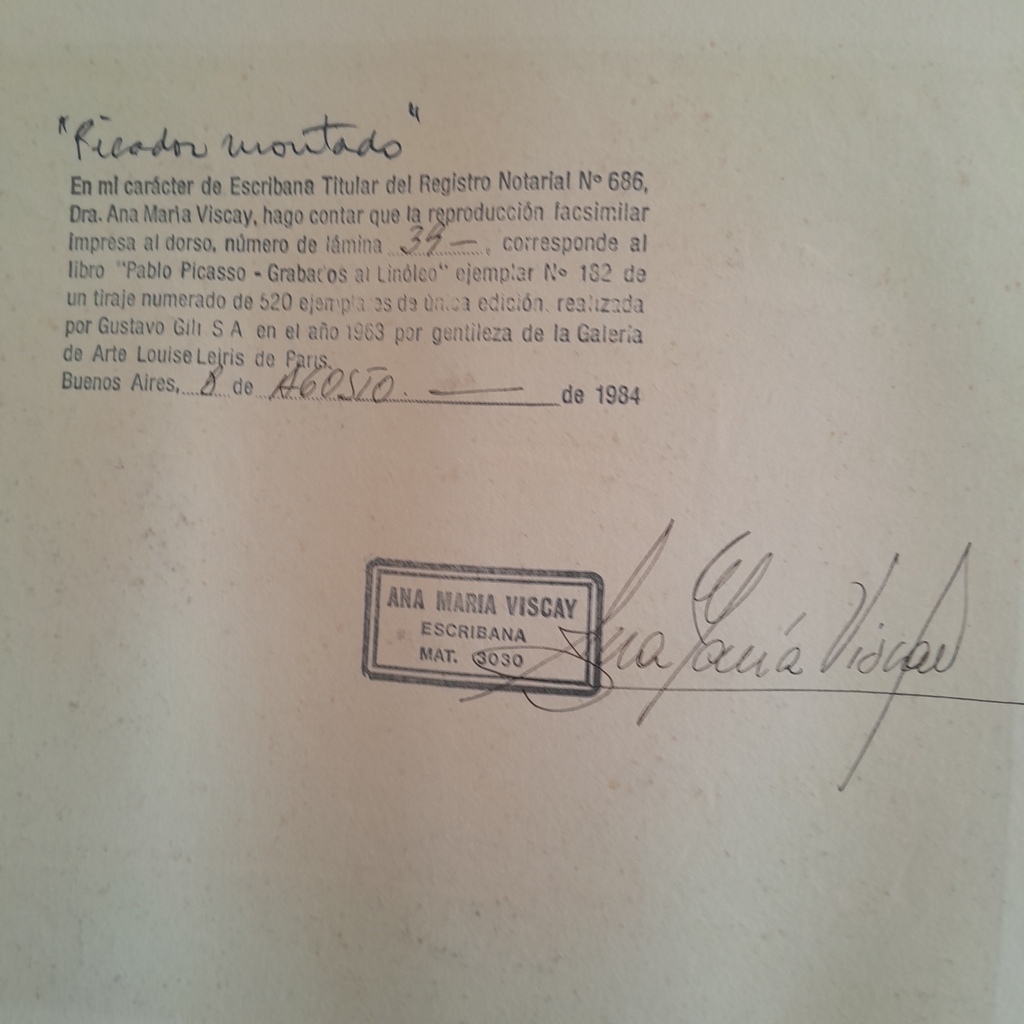 "Picador montado"
En mi carácter de Escribana Titular del Registro Notarial Nº 686,
Dra. Ana Maria Viscay, hago contar que la reproducción facsimilar
impresa al dorso, número de lámina 39 —, corresponde al
libro "Pablo Picasso - Grabados al Linóleo" ejemplar Nº 182 de
un tiraje numerado de 520 ejemplares de única edición, realizada
por Gustavo Gili S A en el año 1963 por gentileza de la Galería
de Arte Louise Leiris de Paris.
Buenos Aires, 8 de AGOSTO. — de 1984
ANA MARIA VISCAY
ESCRIBANA
MAT. 3030
Ana María Viscay